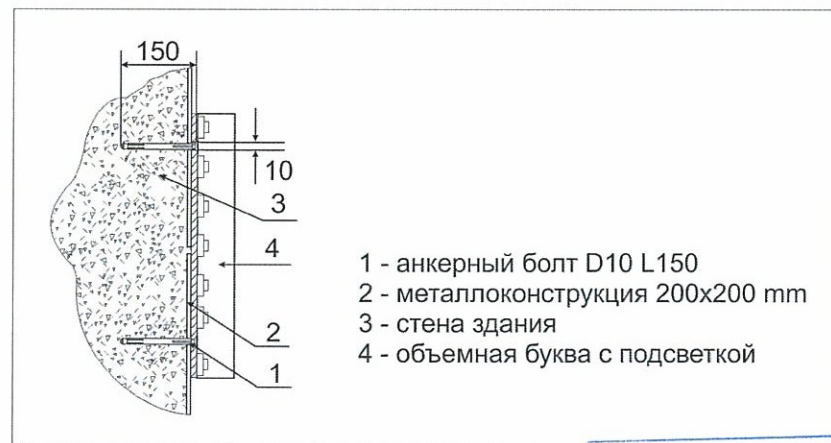 150
10
3
4
2
1
1 - анкерный болт D10 L150
2 - металлоконструкция 200х200 mm
3 - стена здания
4 - объемная буква с подсветкой